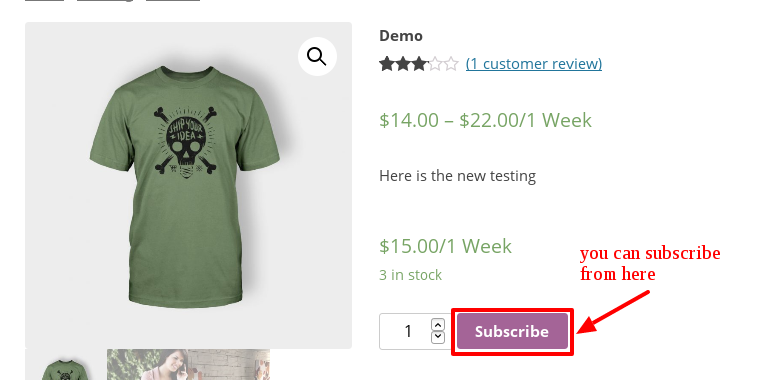 Demo
(1 customer review)
$14.00 – $22.00/1 Week
SHIP YOUR
IDEA
Here is the new testing
$15.00/1 Week
3 in stock
you can subscribe
from here
1
Subscribe